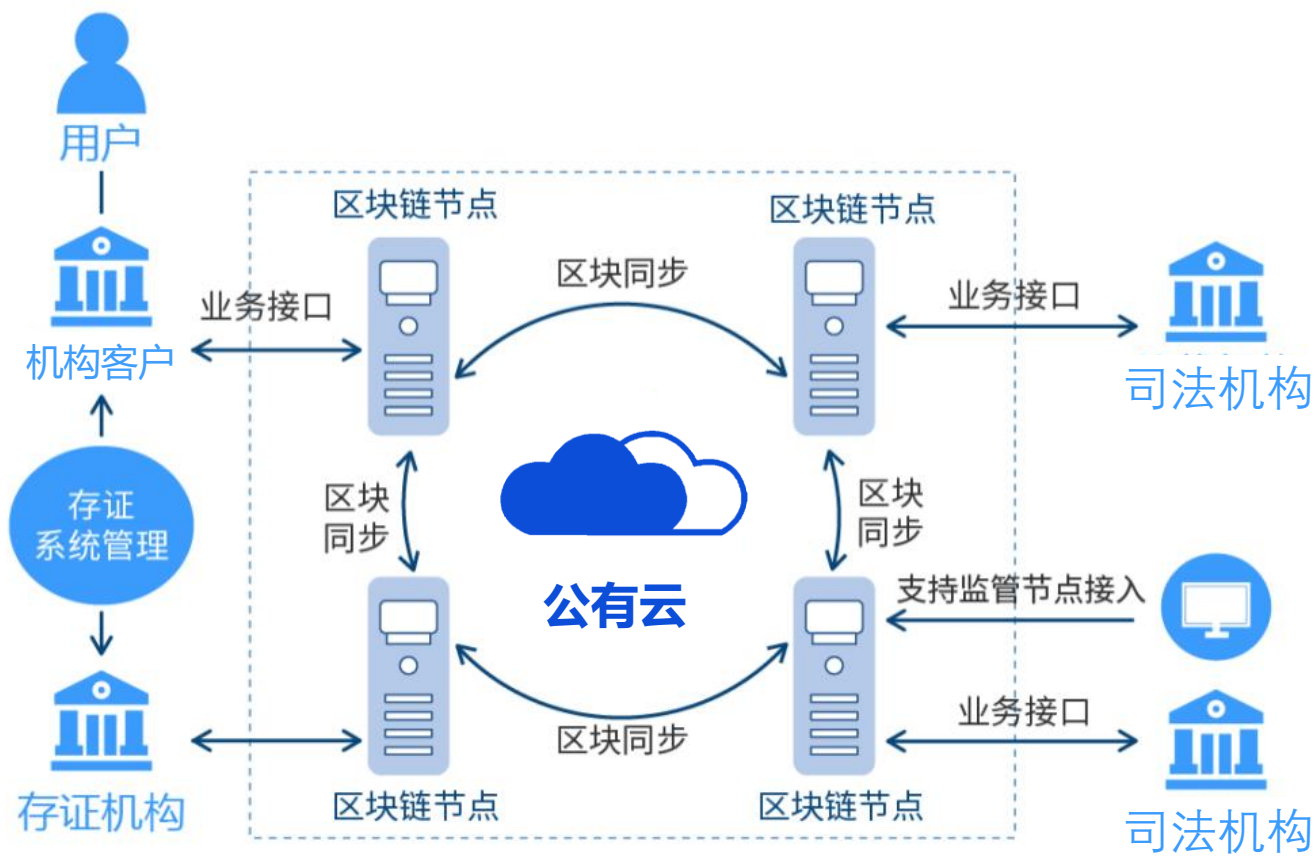 用户
区块链节点
区块链节点
区块同步
业务接口
业务接口
机构客户
司法机构
存证
系统管理
区块
同步
区块
同步
公有云
支持监管节点接入
业务接口
区块同步
存证机构
区块链节点
区块链节点
司法机构